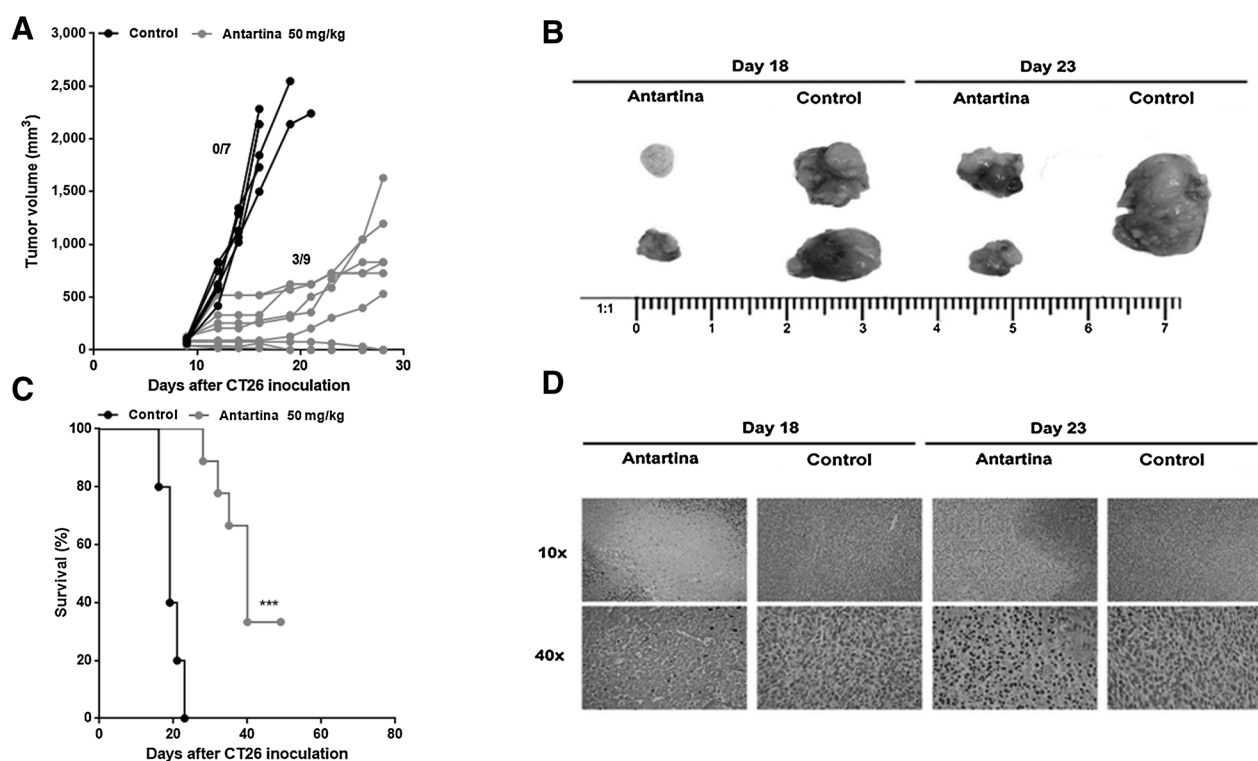 A
Control Antartina 50 mg/kg
3,000
2,500
2,000
1,500
1,000
500
0
Tumor volume (mm3)
0/7
3/9
0 10 20 30
Days after CT26 inoculation
B
Day 18 Day 23
Antartina Control Antartina Control
1:1
0 1 2 3 4 5 6 7
C
Control Antartina 50 mg/kg
100
80
60
40
20
0
Survival (%)
***
0 20 40 60 80
Days after CT26 inoculation
D
Day 18 Day 23
Antartina Control Antartina Control
10x
40x